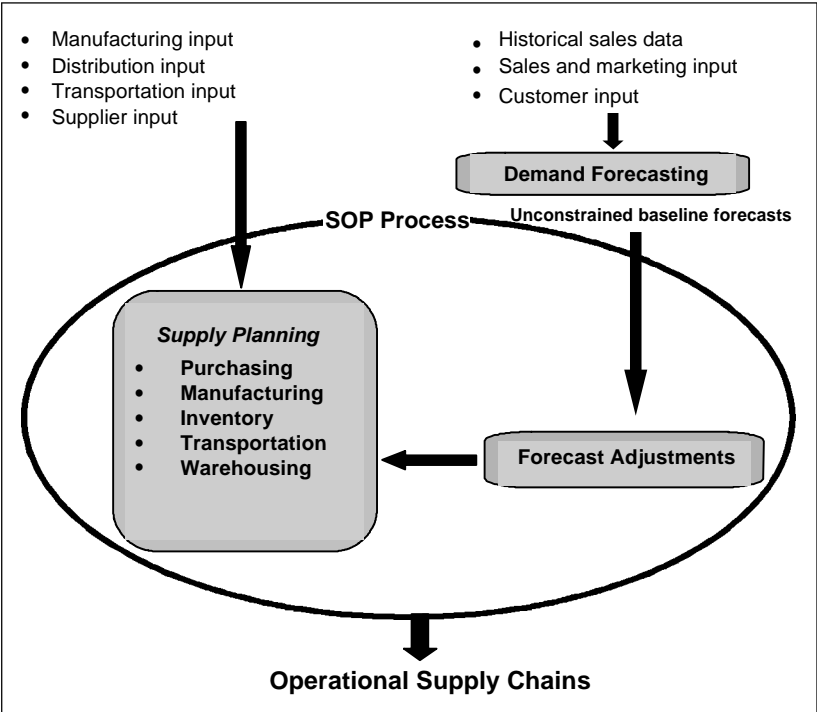 • Manufacturing input
• Distribution input
• Transportation input
• Supplier input
• Historical sales data
• Sales and marketing input
• Customer input
Demand Forecasting
SOP Process
Unconstrained baseline forecasts
Supply Planning
• Purchasing
• Manufacturing
• Inventory
• Transportation
• Warehousing
Forecast Adjustments
Operational Supply Chains